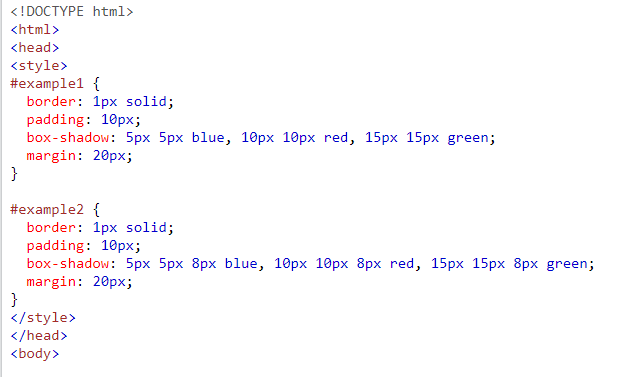 <!DOCTYPE html>
<html>
<head>
<style>
#example1 {
  border: 1px solid;
  padding: 10px;
  box-shadow: 5px 5px blue, 10px 10px red, 15px 15px green;
  margin: 20px;
}

#example2 {
  border: 1px solid;
  padding: 10px;
  box-shadow: 5px 5px 8px blue, 10px 10px 8px red, 15px 15px 8px green;
  margin: 20px;
}
</style>
</head>
<body>